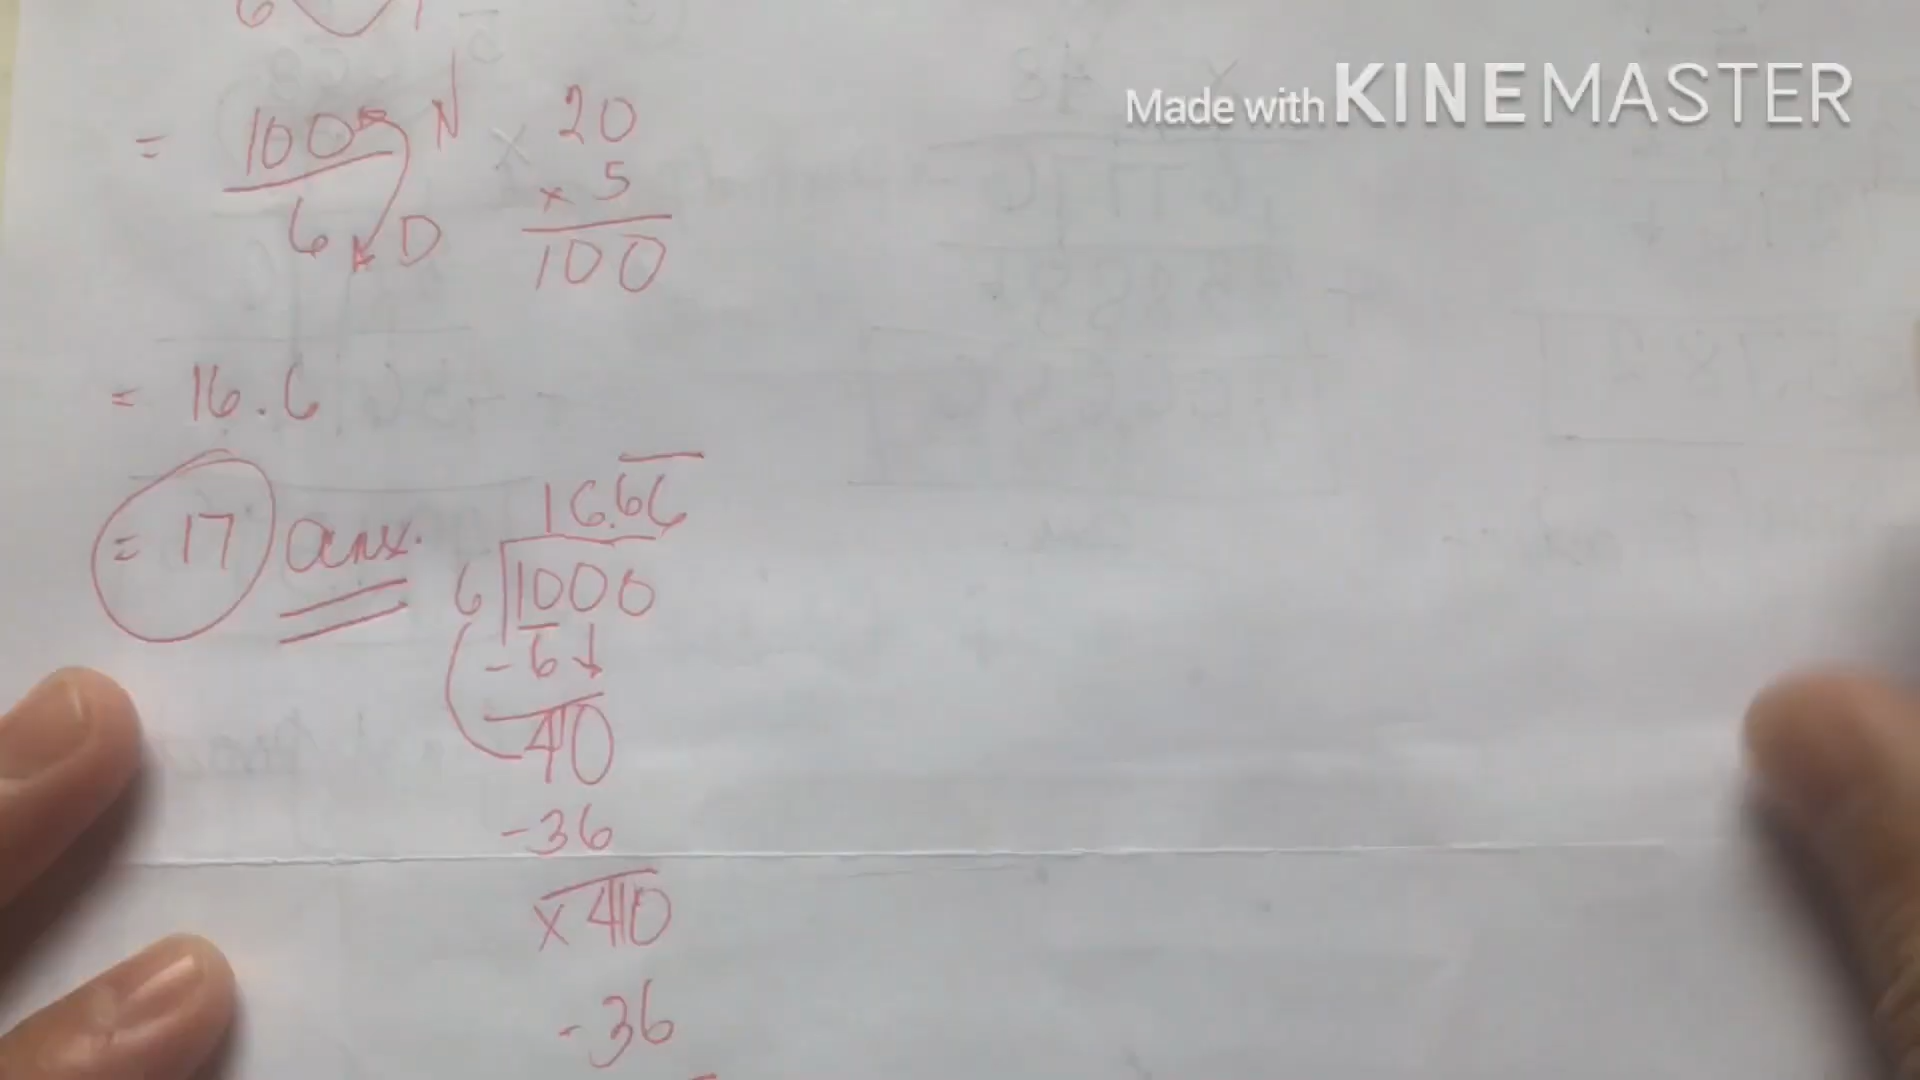 Made with KINEMASTER
= 100 N
6 D
20
× 5
100
= 16.6
= 17 ans.
16.66
6 1000
- 6
40
- 36
× 40
- 36